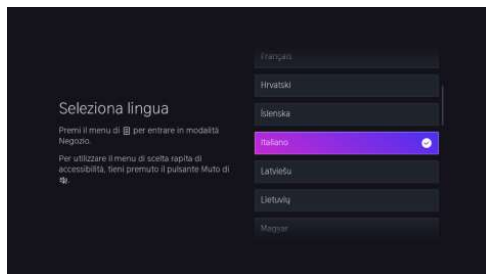 Seleziona lingua
Premi il menu di per entrare in modalità
Negozio.
Per utilizzare il menu di scelta rapida di
accessibilità, tieni premuto il pulsante Muto di
.
Français
Hrvatski
Íslenska
Italiano
Latviešu
Lietuvių
Magyar